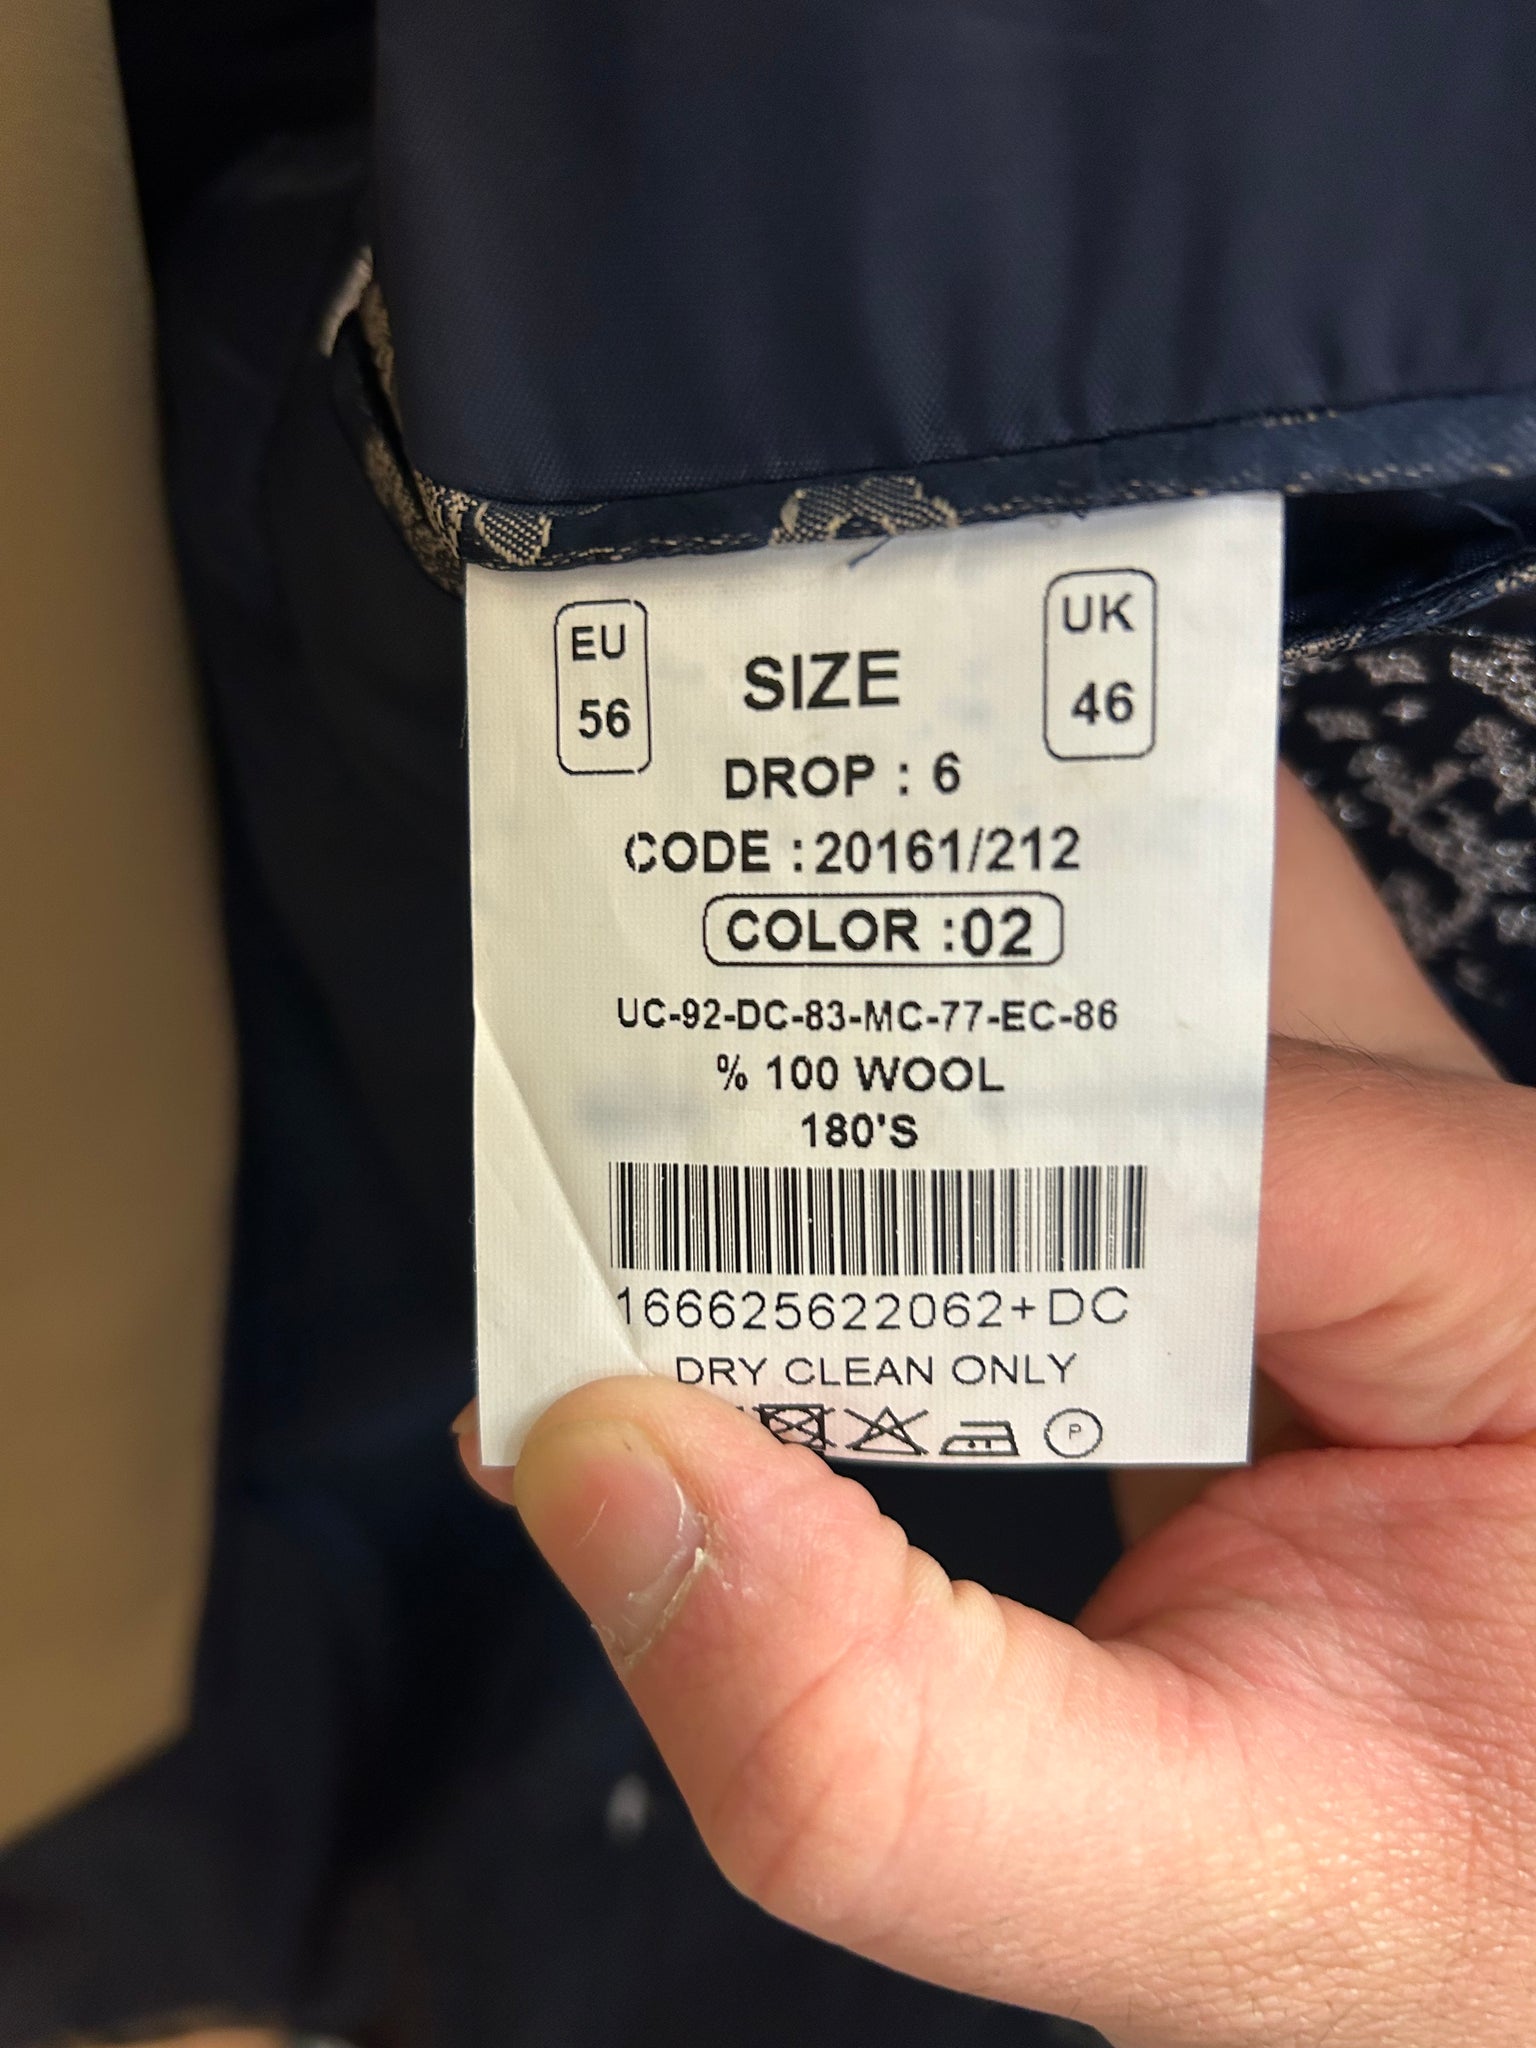 EU
56
SIZE
UK
46
DROP : 6
CODE :20161/212
COLOR :02
UC-92-DC-83-MC-77-EC-86
% 100 WOOL
180'S
166625622062+DC
DRY CLEAN ONLY
P